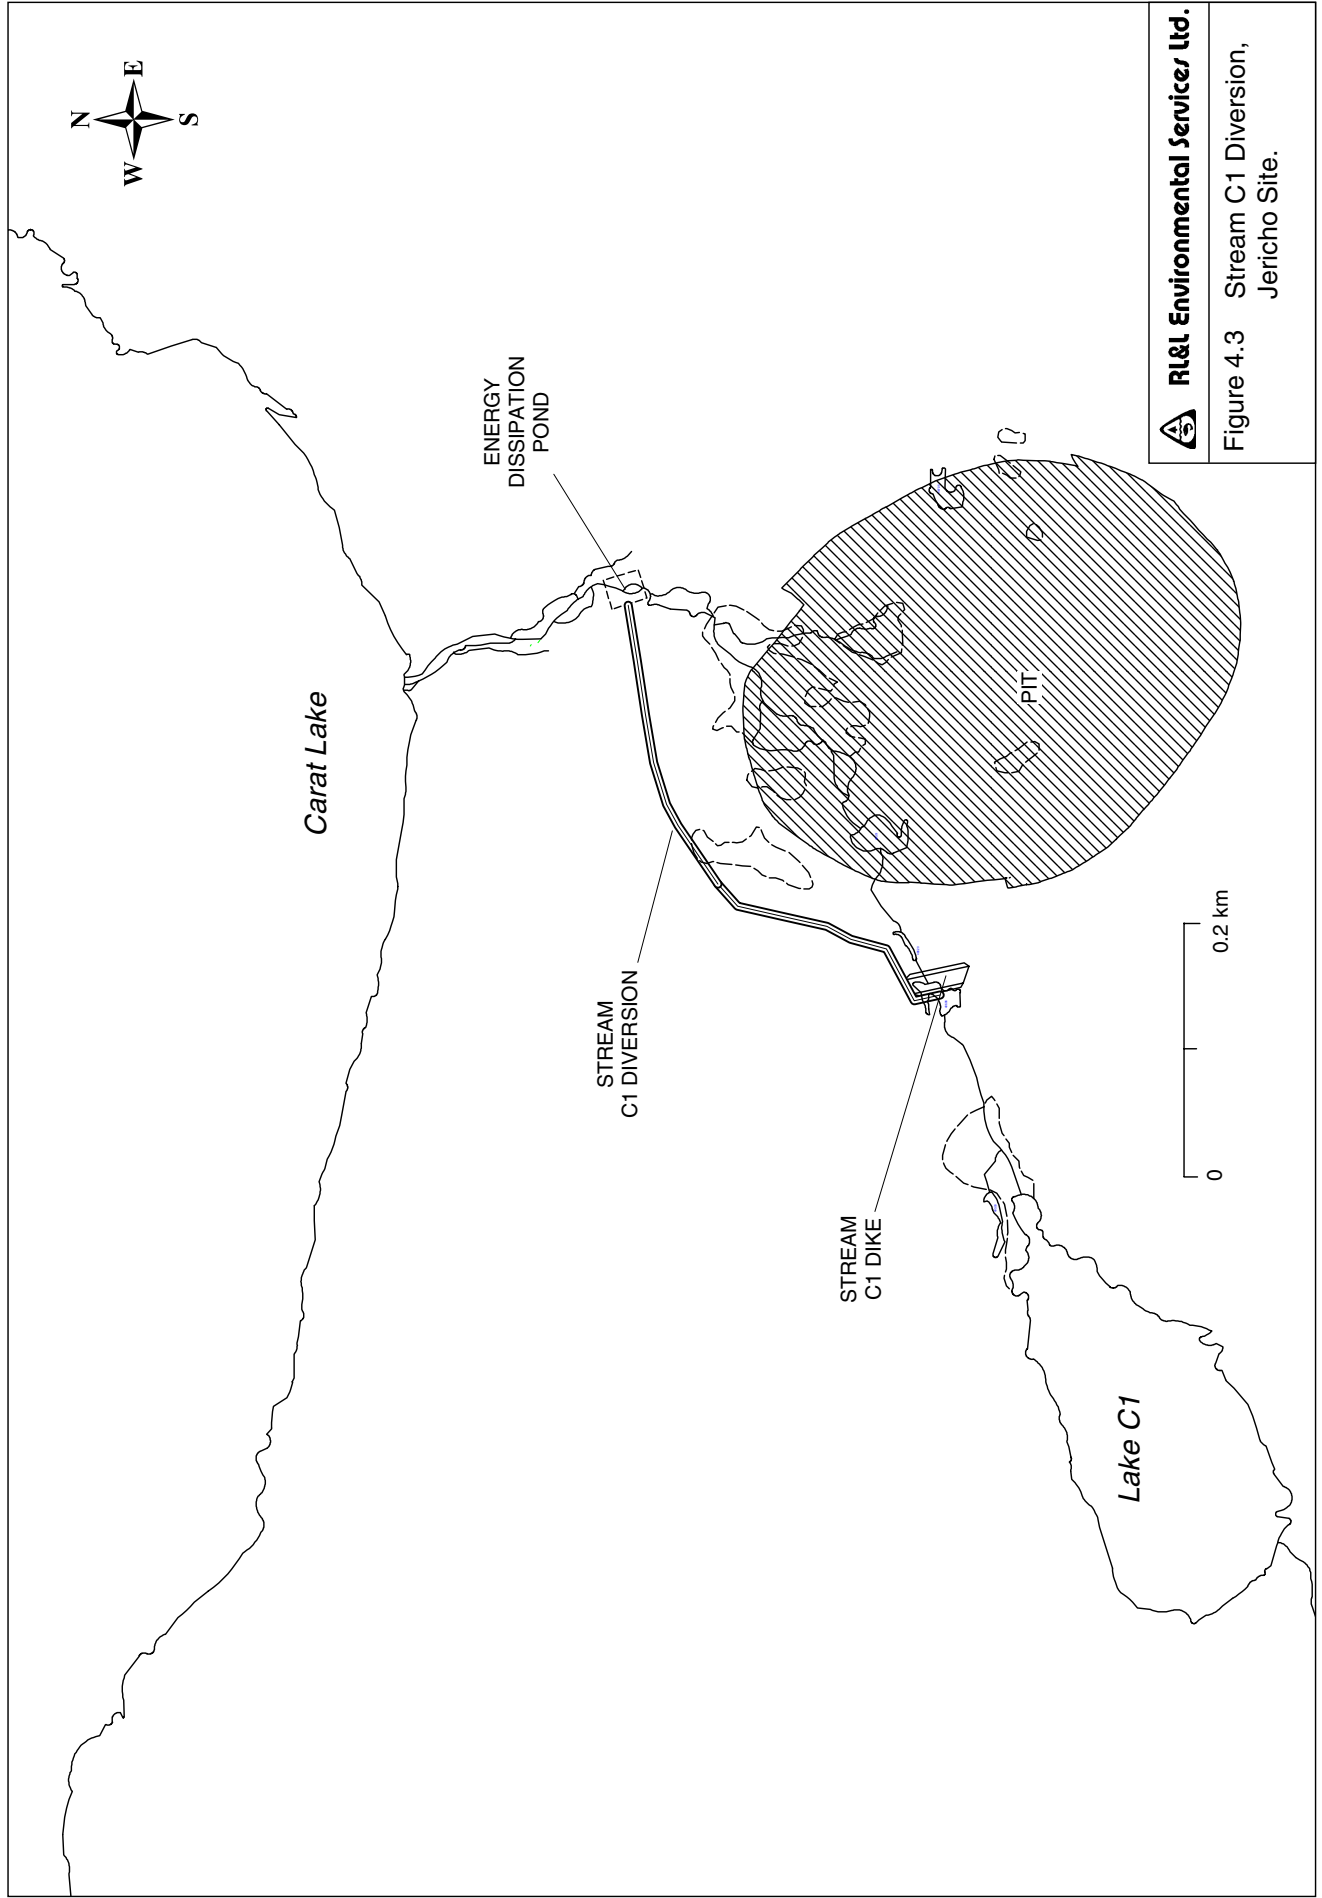 N
W E
S
Carat Lake
ENERGY
DISSIPATION
POND
STREAM
C1 DIVERSION
STREAM
C1 DIKE
PIT
Lake C1
0 0.2 km
RL&L Environmental Services Ltd.
Figure 4.3 Stream C1 Diversion,
Jericho Site.